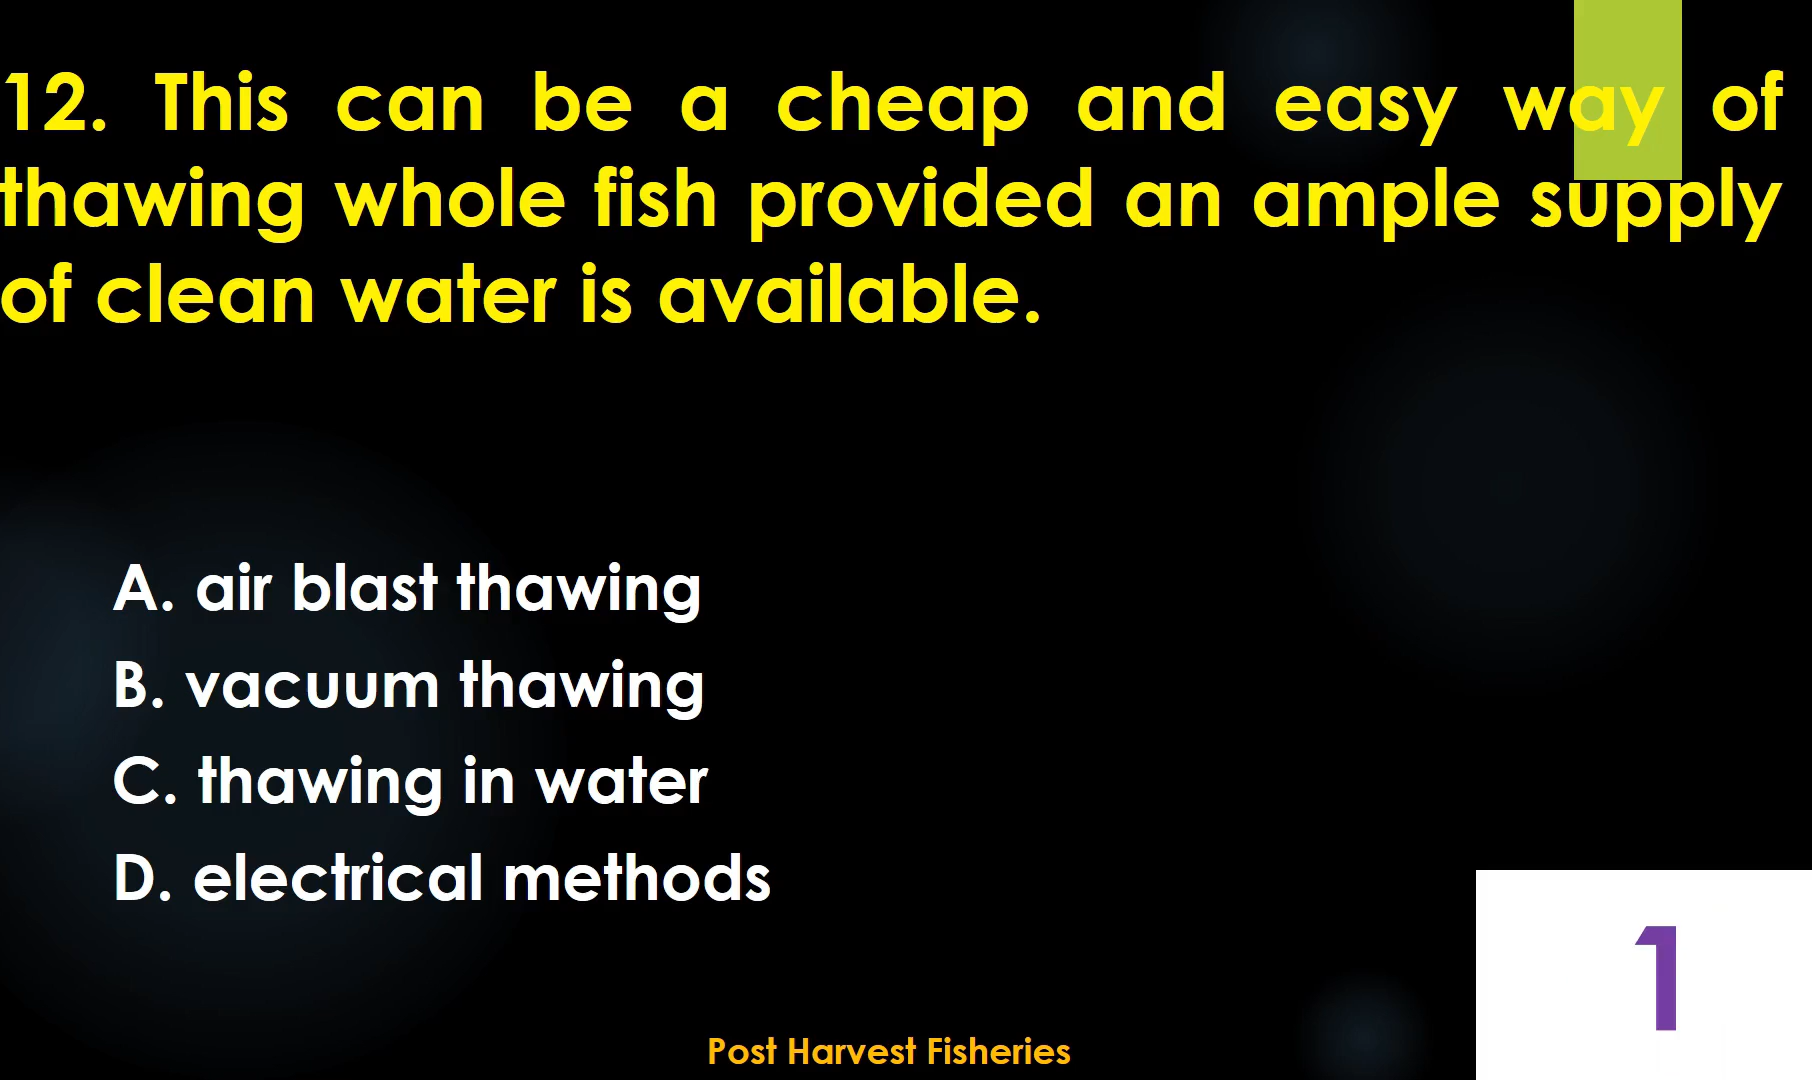 12. This can be a cheap and easy way of
thawing whole fish provided an ample supply
of clean water is available.
A. air blast thawing
B. vacuum thawing
C. thawing in water
D. electrical methods
1
Post Harvest Fisheries